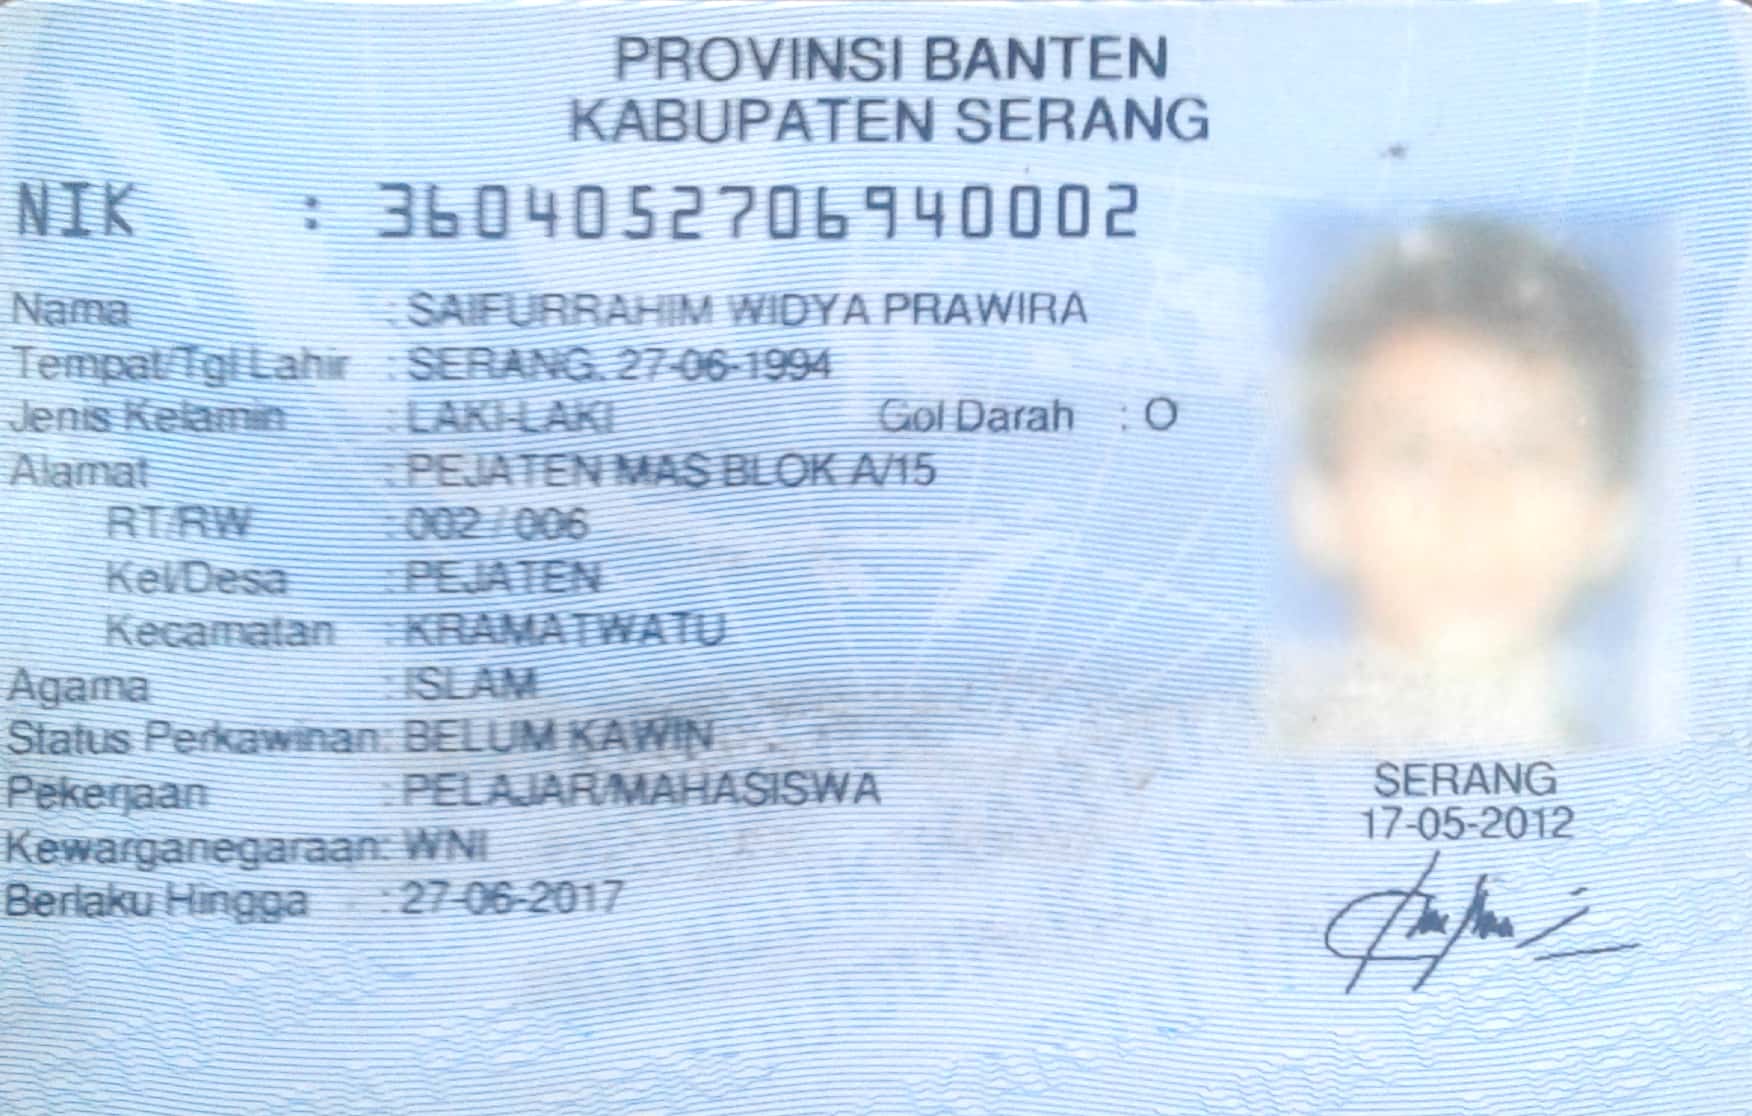 PROVINSI BANTEN
KABUPATEN SERANG
NIK : 3604052706940002
Nama : SAIFURRAHIM WIDYA PRAWIRA
Tempat/Tgl Lahir : SERANG, 27-06-1994
Jenis Kelamin : LAKI-LAKI Gol Darah : O
Alamat : PEJATEN MAS BLOK A/15
RT/RW : 002 / 006
Kel/Desa : PEJATEN
Kecamatan : KRAMATWATU
Agama : ISLAM
Status Perkawinan: BELUM KAWIN
Pekerjaan : PELAJAR/MAHASISWA
Kewarganegaraan: WNI
Berlaku Hingga : 27-06-2017
SERANG
17-05-2012